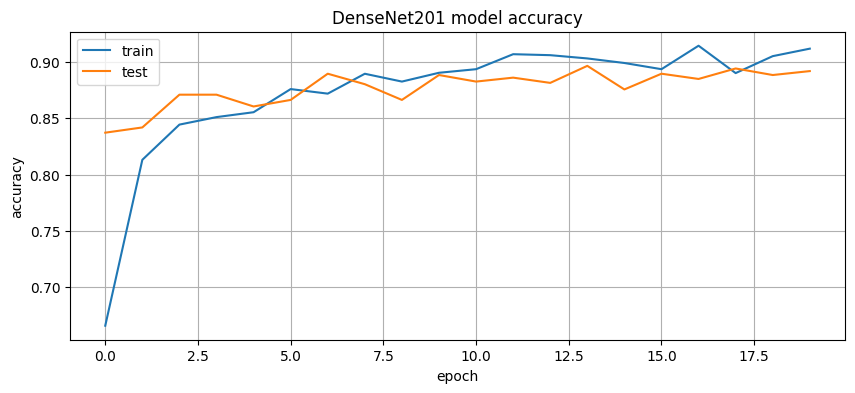 DenseNet201 model accuracy
train
test
0.90
0.85
0.80
0.75
0.70
accuracy
0.0 2.5 5.0 7.5 10.0 12.5 15.0 17.5
epoch